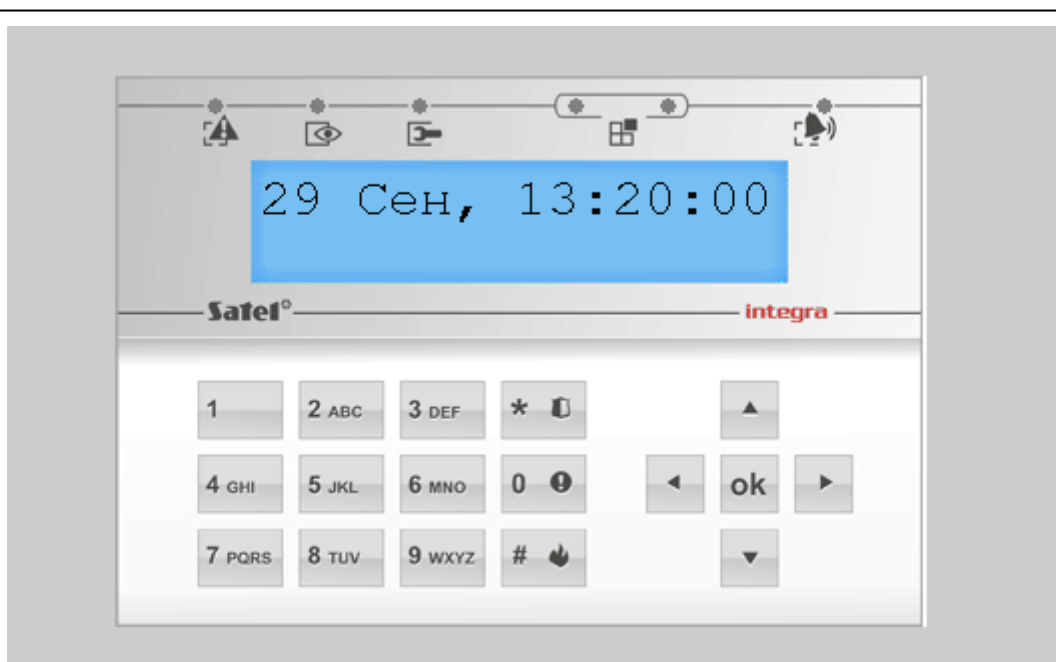 29 Сен, 13:20:00
Satel
integra
1
2 ABC
3 DEF
*
4 GHI
5 JKL
6 MNO
0
ok
7 PQRS
8 TUV
9 WXYZ
#